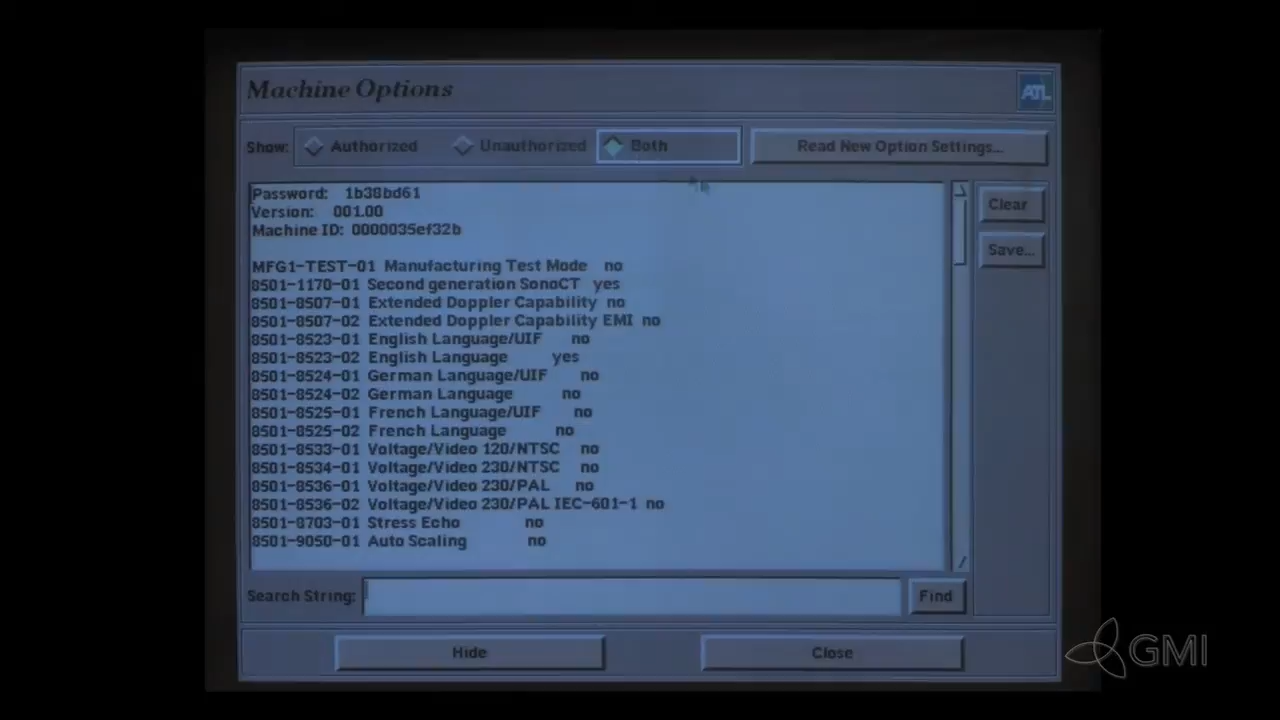 Machine Options
ATL
Show: Authorized Unauthorized Both Read New Option Settings...
Password: 1b38bd61
Version: 001.00
Machine ID: 0000035ef32b
Clear
Save...
MFG1-TEST-01 Manufacturing Test Mode no
8501-1170-01 Second generation SonoCT yes
8501-8507-01 Extended Doppler Capability no
8501-8507-02 Extended Doppler Capability EMI no
8501-8523-01 English Language/UIF no
8501-8523-02 English Language yes
8501-8524-01 German Language/UIF no
8501-8524-02 German Language no
8501-8525-01 French Language/UIF no
8501-8525-02 French Language no
8501-8533-01 Voltage/Video 120/NTSC no
8501-8534-01 Voltage/Video 230/NTSC no
8501-8536-01 Voltage/Video 230/PAL no
8501-8536-02 Voltage/Video 230/PAL IEC-601-1 no
8501-8703-01 Stress Echo no
8501-9050-01 Auto Scaling no
Search String: Find
Hide Close
GMI